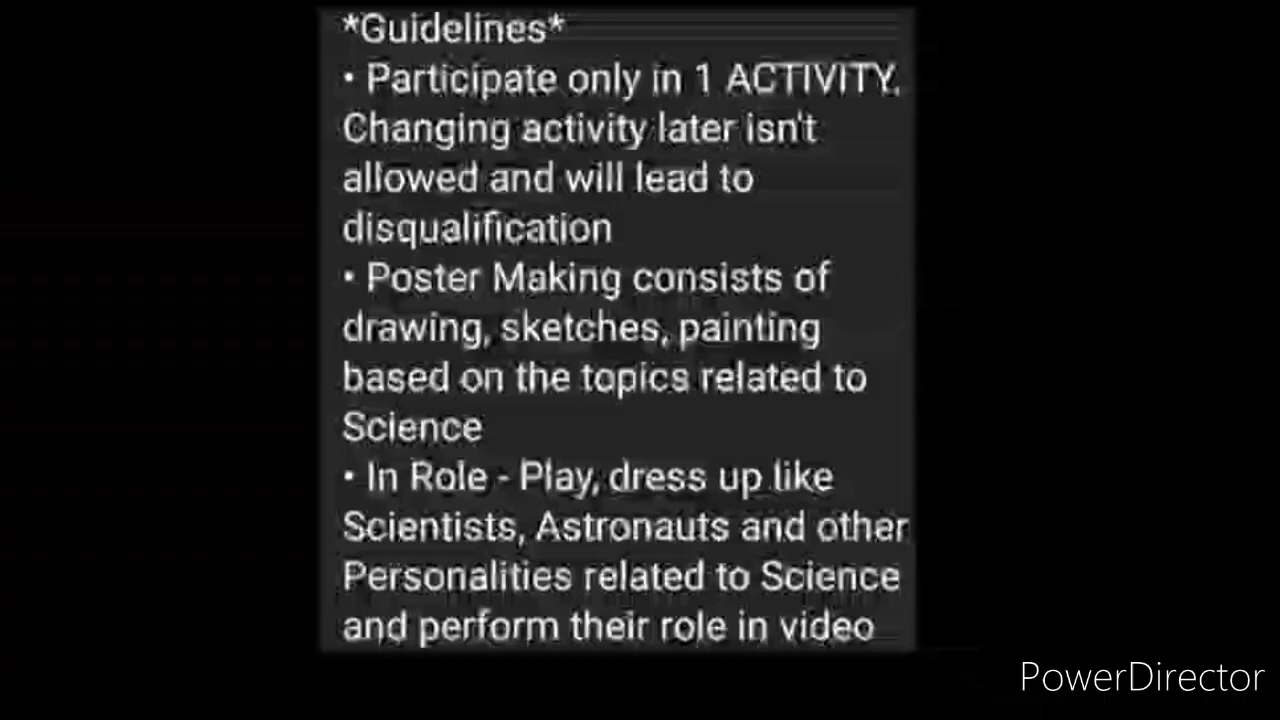 *Guidelines*
• Participate only in 1 ACTIVITY.
Changing activity later isn't
allowed and will lead to
disqualification
• Poster Making consists of
drawing, sketches, painting
based on the topics related to
Science
• In Role - Play, dress up like
Scientists, Astronauts and other
Personalities related to Science
and perform their role in video
PowerDirector